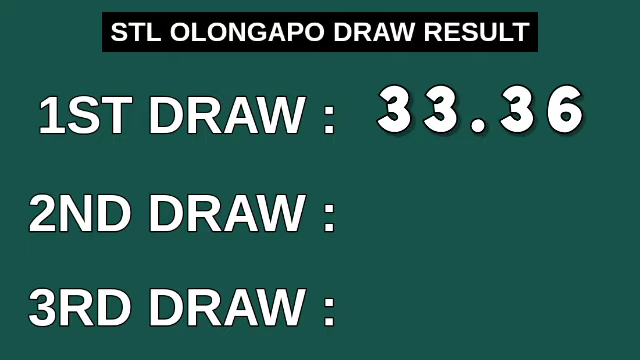 STL OLONGAPO DRAW RESULT
1ST DRAW : 33.36
2ND DRAW :
3RD DRAW :